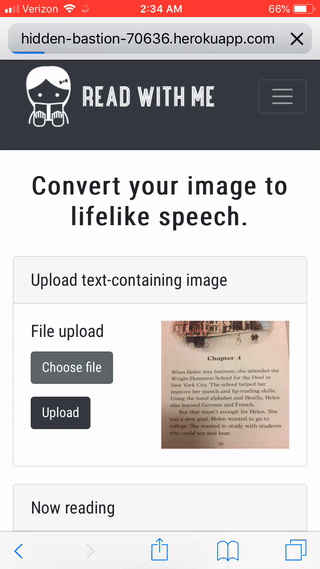 Verizon 2:34 AM 66%
hidden-bastion-70636.herokuapp.com
READ WITH ME
Convert your image to
lifelike speech.
Upload text-containing image
File upload
Choose file
Upload
Chapter 4
When Helen was fourteen, she attended the
Wright Humason School for the Deaf in
New York City. The school helped her
improve her speech and lip-reading skills.
Using the hand alphabet and Braille, Helen
also learned German and French.
But that wasn't enough for Helen. She
had a new goal. Helen wanted to go to
college. She wanted to study with students
who could see and hear.
Now reading